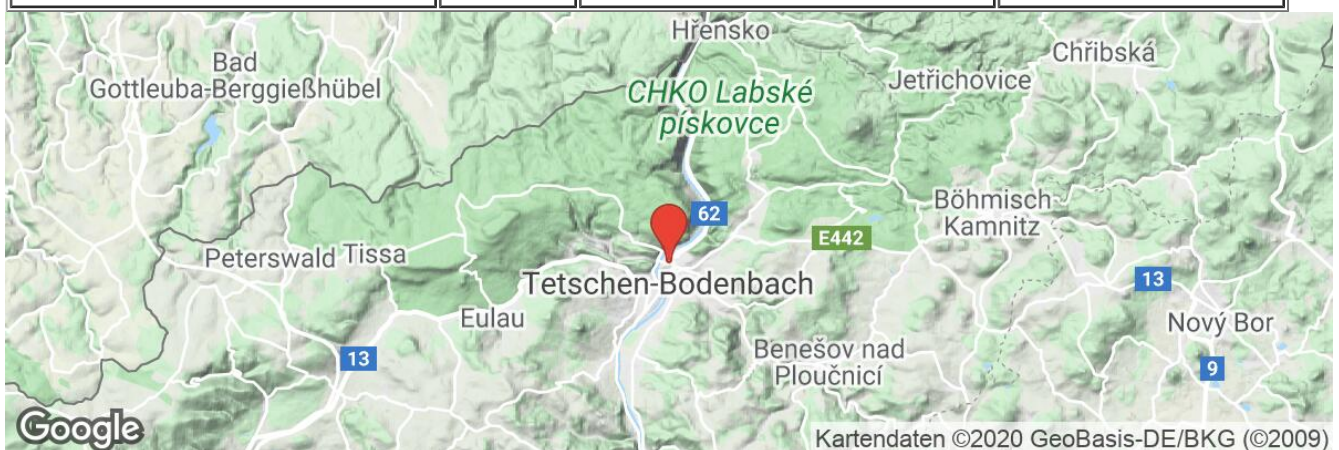 Hřensko
Chřibská
Bad
Gottleuba-Berggießhübel
CHKO Labské
pískovce
Jetřichovice
Böhmisch
Kamnitz
62
E442
Peterswald
Tissa
Tetschen-Bodenbach
13
Eulau
Nový Bor
Benešov nad
Ploučnicí
13
9
Google
Kartendaten ©2020 GeoBasis-DE/BKG (©2009)